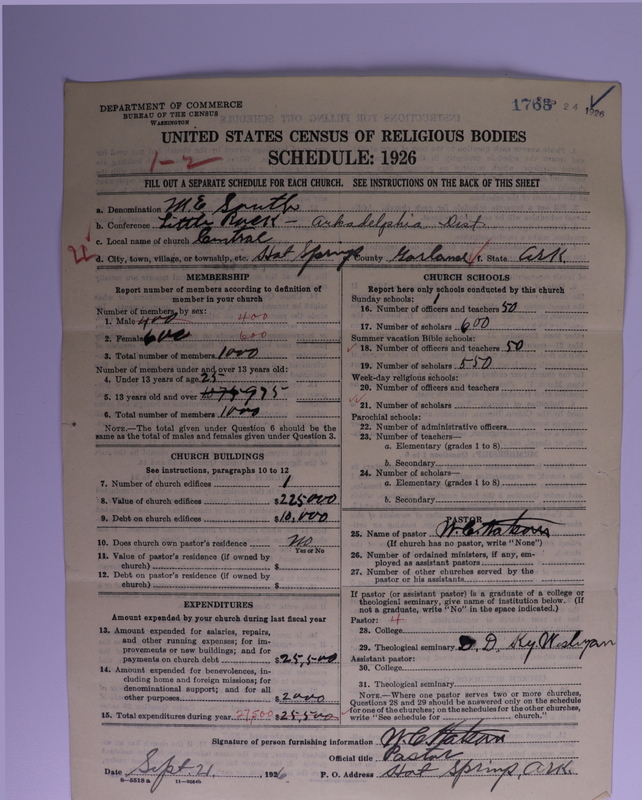 DEPARTMENT OF COMMERCE
BUREAU OF THE CENSUS
WASHINGTON
1768 SEP 24 1926
UNITED STATES CENSUS OF RELIGIOUS BODIES
1-2
SCHEDULE: 1926
FILL OUT A SEPARATE SCHEDULE FOR EACH CHURCH. SEE INSTRUCTIONS ON THE BACK OF THIS SHEET
a. Denomination M E South
b. Conference Little Rock - Arkadelphia Dist
c. Local name of church Central
d. City, town, village, or township, etc. Hot Springs County Garland f. State Ark
MEMBERSHIP
Report number of members according to definition of
member in your church
Number of members, by sex:
1. Male 400 400
2. Female 600 600
3. Total number of members 1000
Number of members under and over 13 years old:
4. Under 13 years of age 25
5. 13 years old and over 975
6. Total number of members 1000
NOTE.—The total given under Question 6 should be the
same as the total of males and females given under Question 3.
CHURCH BUILDINGS
See instructions, paragraphs 10 to 12
7. Number of church edifices 1
8. Value of church edifices $225000
9. Debt on church edifices $10,000
10. Does church own pastor's residence No
Yes or No
11. Value of pastor's residence (if owned by
church) $
12. Debt on pastor's residence (if owned by
church) $
EXPENDITURES
Amount expended by your church during last fiscal year
13. Amount expended for salaries, repairs,
and other running expenses; for im-
provements or new buildings; and for
payments on church debt $25,500
14. Amount expended for benevolences, in-
cluding home and foreign missions; for
denominational support; and for all
other purposes $2000
15. Total expenditures during year 27,500 $25,500
CHURCH SCHOOLS
Report here only schools conducted by this church
Sunday schools: 1
16. Number of officers and teachers 50
17. Number of scholars 600
Summer vacation Bible schools:
18. Number of officers and teachers 50
19. Number of scholars 550
Week-day religious schools:
20. Number of officers and teachers
21. Number of scholars
Parochial schools:
22. Number of administrative officers
23. Number of teachers—
a. Elementary (grades 1 to 8)
b. Secondary
24. Number of scholars—
a. Elementary (grades 1 to 8)
b. Secondary
PASTOR
25. Name of pastor W. C. Watson
(If church has no pastor, write "None")
26. Number of ordained ministers, if any, em-
ployed as assistant pastors
27. Number of other churches served by the
pastor or his assistants
If pastor (or assistant pastor) is a graduate of a college or
theological seminary, give name of institution below. (If
not a graduate, write "No" in the space indicated.)
Pastor: 4
28. College
29. Theological seminary D. D. Ky. Wesleyan
Assistant pastor:
30. College
31. Theological seminary
NOTE.—Where one pastor serves two or more churches,
Questions 28 and 29 should be answered only on the schedule
for one of the churches; on the schedules for the other churches,
write "See schedule for church."
Signature of person furnishing information W. C. Watson
Official title Pastor
Date Sept. 21, 1926 P. O. Address Hot Springs, Ark.
8-5518 a